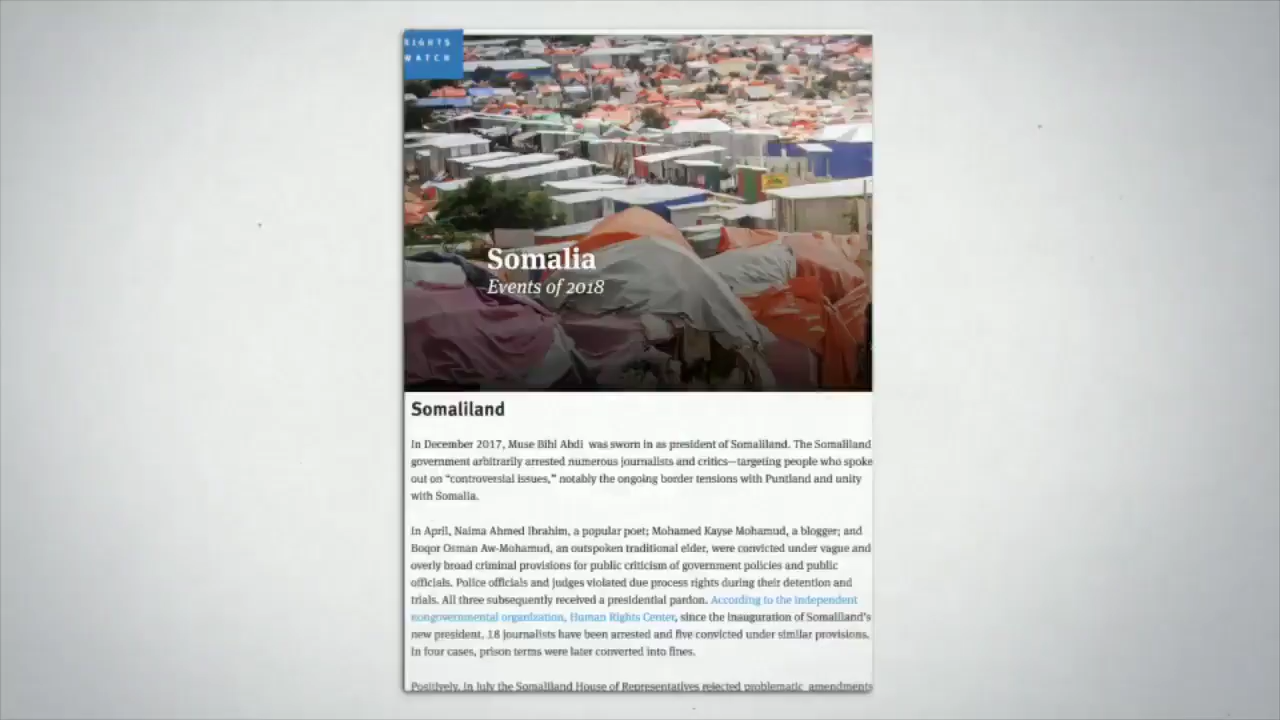 RIGHTS
WATCH
Somalia
Events of 2018
Somaliland
In December 2017, Muse Bihi Abdi was sworn in as president of Somaliland. The Somaliland
government arbitrarily arrested numerous journalists and critics—targeting people who spoke
out on “controversial issues,” notably the ongoing border tensions with Puntland and unity
with Somalia.
In April, Naima Ahmed Ibrahim, a popular poet; Mohamed Kayse Mohamud, a blogger; and
Boqor Osman Aw-Mohamud, an outspoken traditional elder, were convicted under vague and
overly broad criminal provisions for public criticism of government policies and public
officials. Police officials and judges violated due process rights during their detention and
trials. All three subsequently received a presidential pardon. According to the independent
nongovernmental organization, Human Rights Center, since the inauguration of Somaliland's
new president, 18 journalists have been arrested and five convicted under similar provisions.
In four cases, prison terms were later converted into fines.
Positively, in July the Somaliland House of Representatives rejected problematic amendments